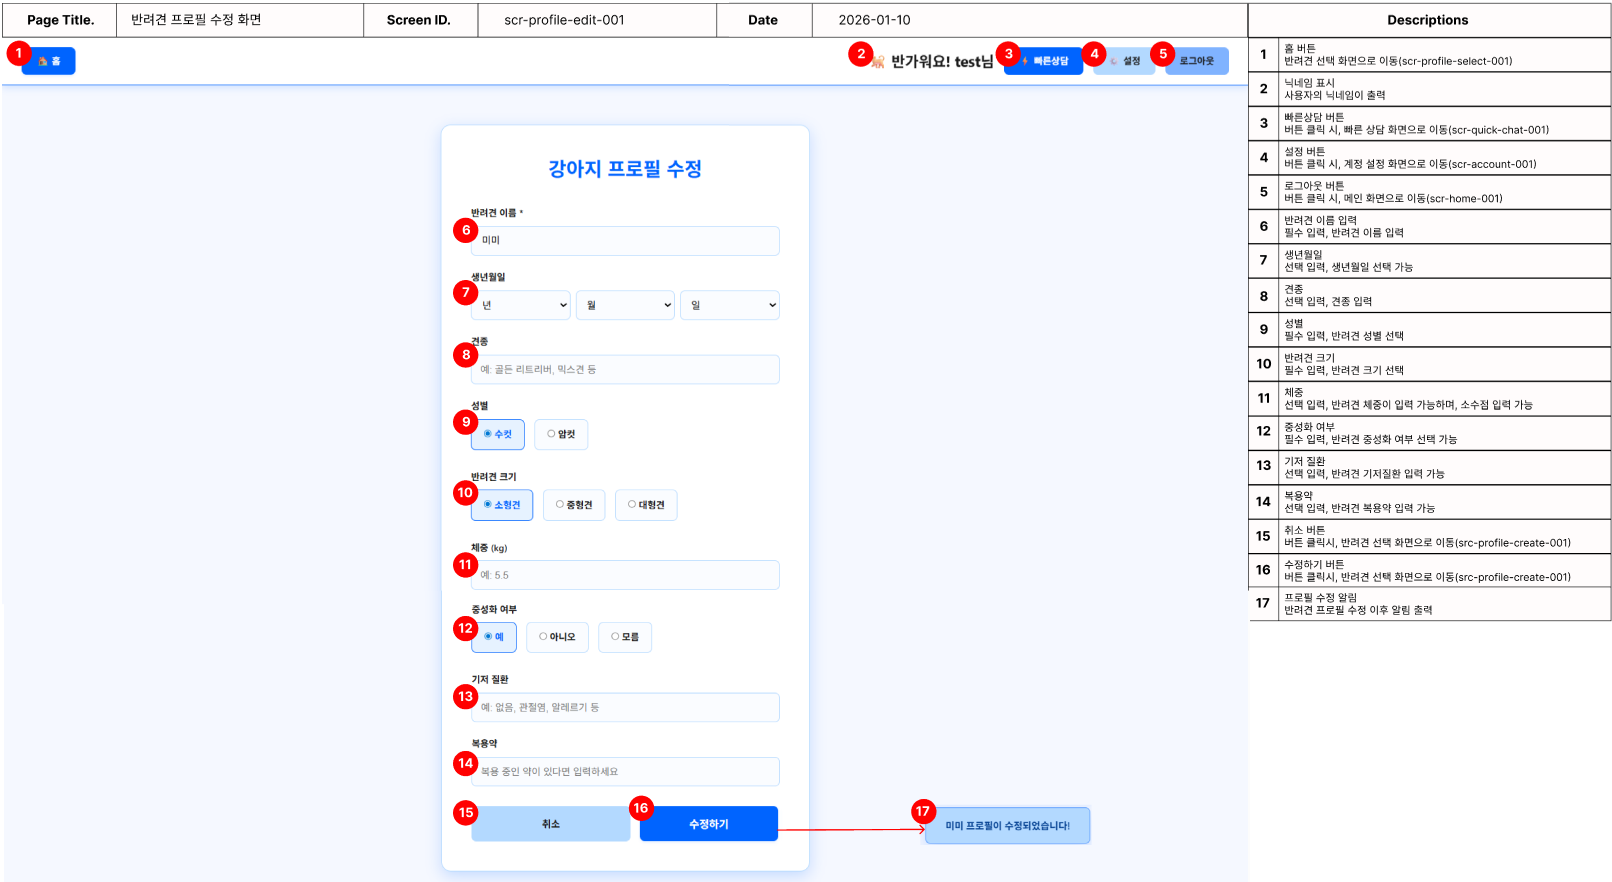 Page Title. 반려견 프로필 수정 화면 Screen ID. scr-profile-edit-001 Date 2026-01-10 Descriptions
1 홈
2 반가워요! test님 3 빠른상담 4 설정 5 로그아웃
강아지 프로필 수정
반려견 이름 *
6 미미
생년월일
7 년 월 일
견종
8 예: 골든 리트리버, 믹스견 등
성별
9 수컷 암컷
반려견 크기
10 소형견 중형견 대형견
체중 (kg)
11 예: 5.5
중성화 여부
12 예 아니오 모름
기저 질환
13 예: 없음, 관절염, 알레르기 등
복용약
14 복용 중인 약이 있다면 입력하세요
15 취소 16 수정하기
17 미미 프로필이 수정되었습니다!
1 홈 버튼
반려견 선택 화면으로 이동(scr-profile-select-001)
2 닉네임 표시
사용자의 닉네임이 출력
3 빠른상담 버튼
버튼 클릭 시, 빠른 상담 화면으로 이동(scr-quick-chat-001)
4 설정 버튼
버튼 클릭 시, 계정 설정 화면으로 이동(scr-account-001)
5 로그아웃 버튼
버튼 클릭 시, 메인 화면으로 이동(scr-home-001)
6 반려견 이름 입력
필수 입력, 반려견 이름 입력
7 생년월일
선택 입력, 생년월일 선택 가능
8 견종
선택 입력, 견종 입력
9 성별
필수 입력, 반려견 성별 선택
10 반려견 크기
필수 입력, 반려견 크기 선택
11 체중
선택 입력, 반려견 체중이 입력 가능하며, 소수점 입력 가능
12 중성화 여부
필수 입력, 반려견 중성화 여부 선택 가능
13 기저 질환
선택 입력, 반려견 기저질환 입력 가능
14 복용약
선택 입력, 반려견 복용약 입력 가능
15 취소 버튼
버튼 클릭시, 반려견 선택 화면으로 이동(src-profile-create-001)
16 수정하기 버튼
버튼 클릭시, 반려견 선택 화면으로 이동(src-profile-create-001)
17 프로필 수정 알림
반려견 프로필 수정 이후 알림 출력